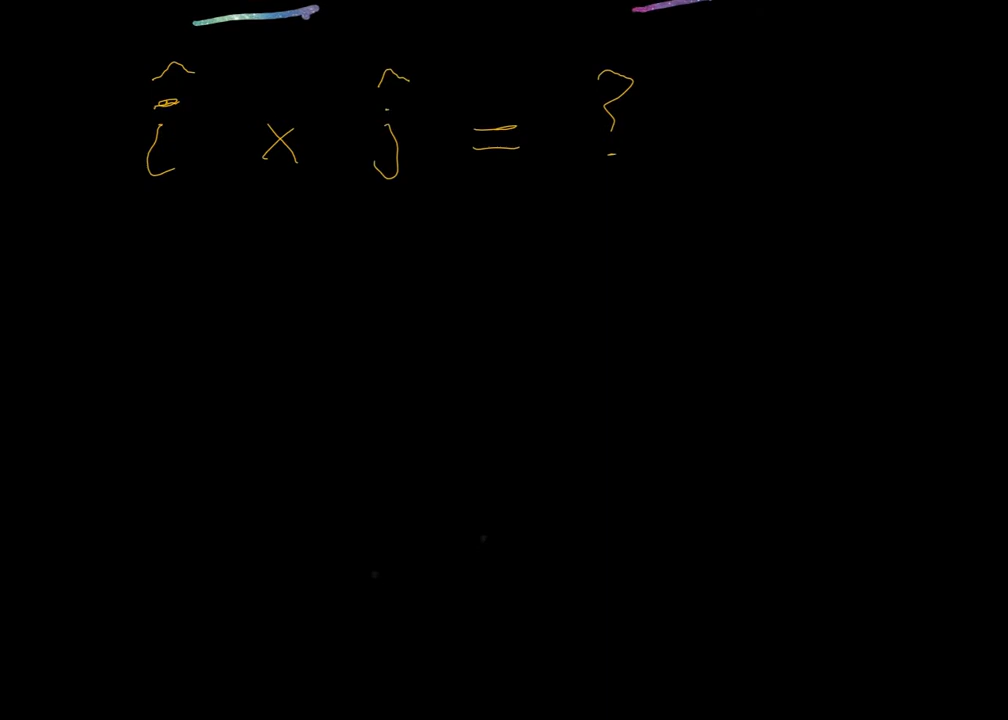 î × ĵ = ?